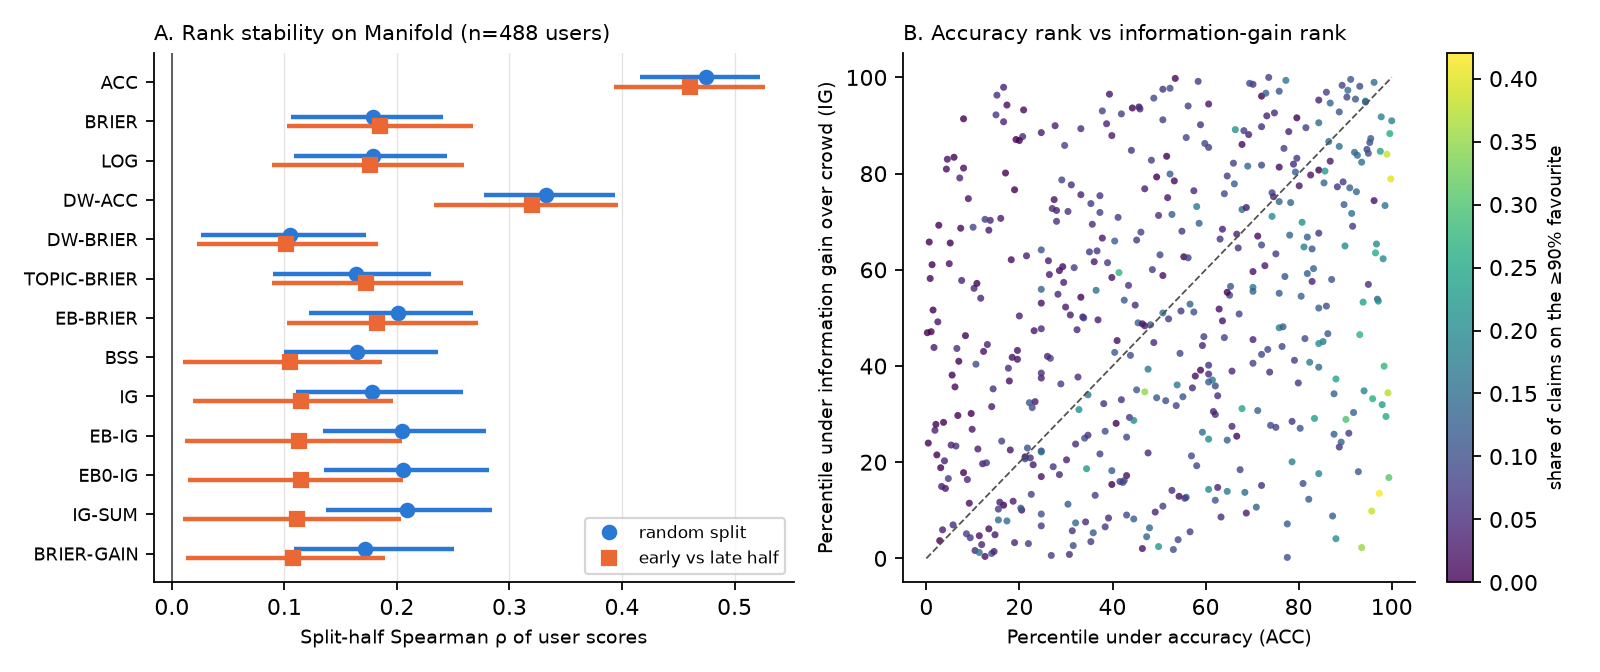 A. Rank stability on Manifold (n=488 users)
ACC
BRIER
LOG
DW-ACC
DW-BRIER
TOPIC-BRIER
EB-BRIER
BSS
IG
EB-IG
EB0-IG
IG-SUM
BRIER-GAIN
random split
early vs late half
0.0 0.1 0.2 0.3 0.4 0.5
Split-half Spearman ρ of user scores
B. Accuracy rank vs information-gain rank
Percentile under information gain over crowd (IG)
100
80
60
40
20
0
0 20 40 60 80 100
Percentile under accuracy (ACC)
0.40
0.35
0.30
0.25
0.20
0.15
0.10
0.05
0.00
share of claims on the ≥90% favourite